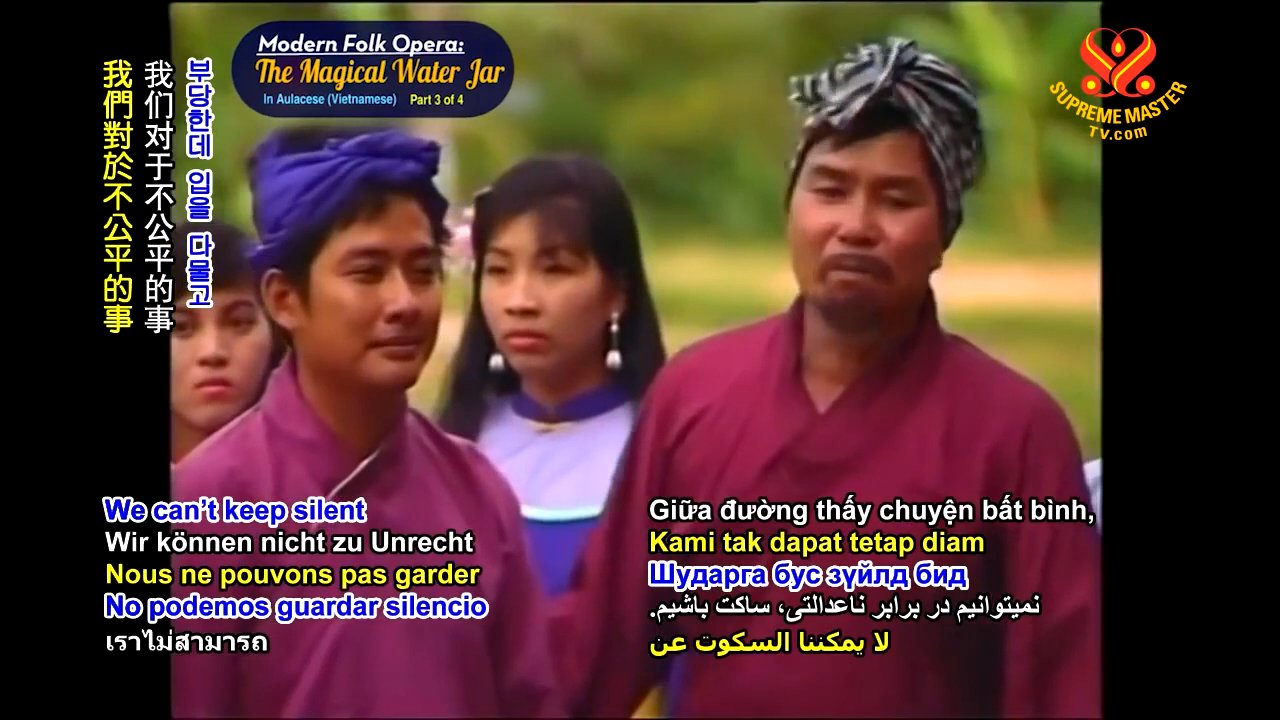 Modern Folk Opera:
The Magical Water Jar
In Aulacese (Vietnamese) Part 3 of 4
SUPREME MASTER
TV.com
我們對於不公平的事
我们对于不公平的事
부당한데 입을 다물고
We can't keep silent
Wir können nicht zu Unrecht
Nous ne pouvons pas garder
No podemos guardar silencio
เราไม่สามารถ
Giữa đường thấy chuyện bất bình,
Kami tak dapat tetap diam
Шударга бус зүйлд бид
نمیتوانیم در برابر ناعدالتی، ساکت باشیم.
لا يمكننا السكوت عن